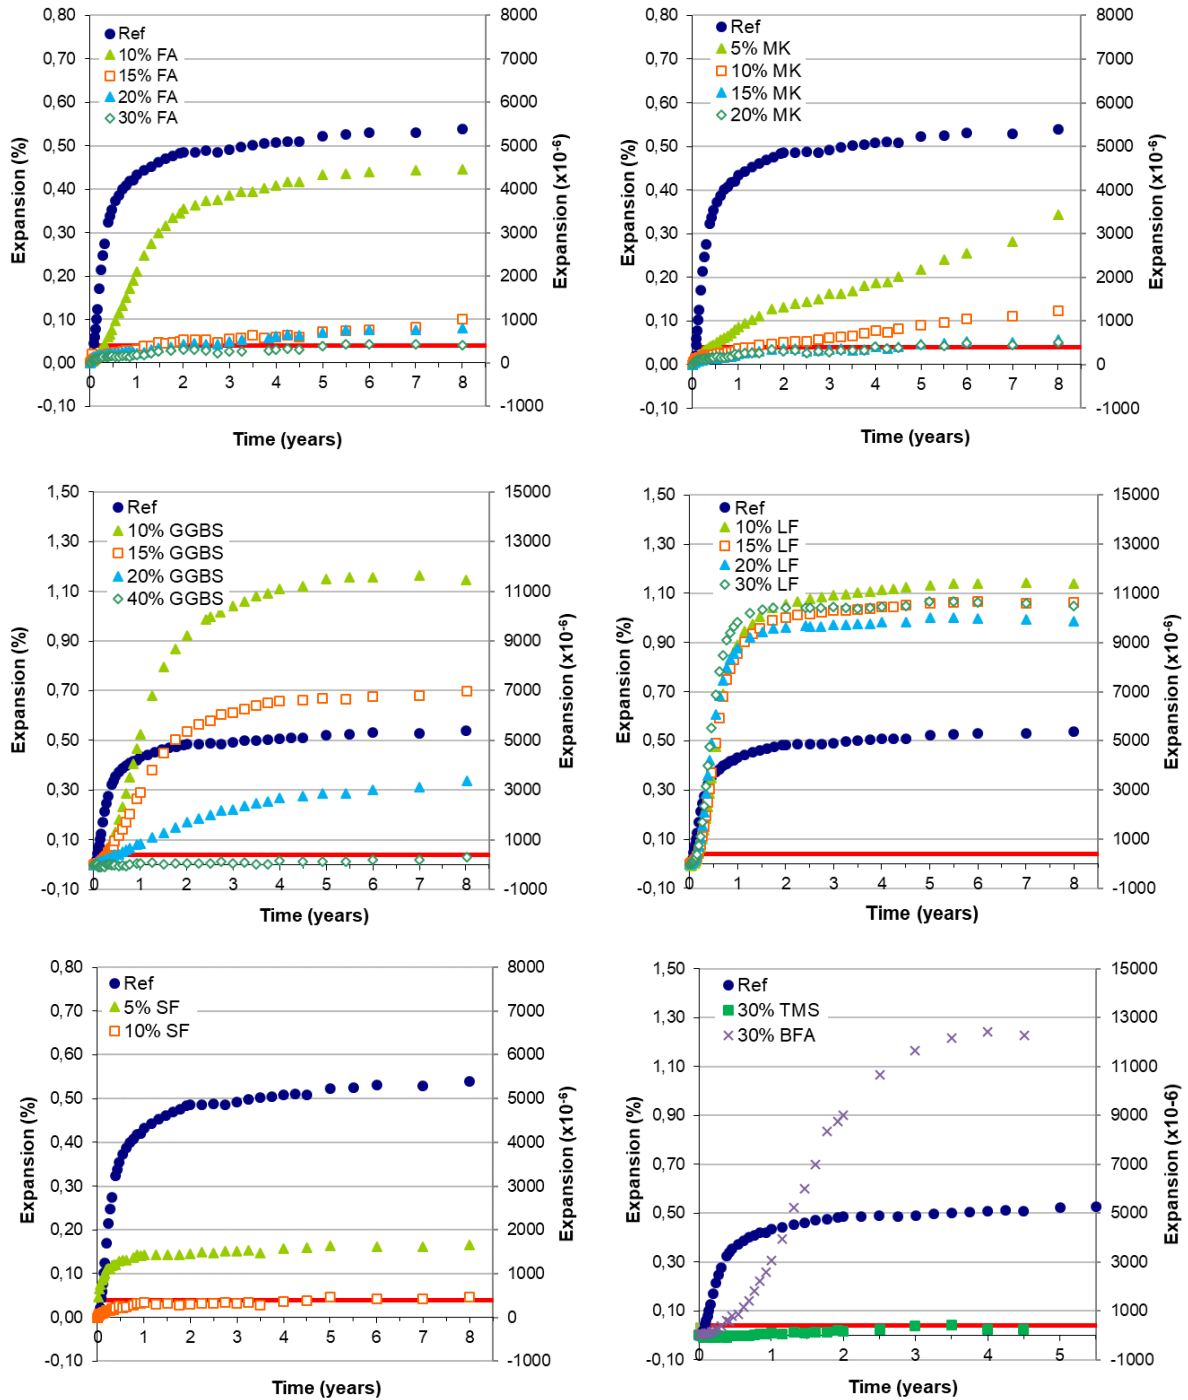 0,80
0,70
0,60
0,50
0,40
0,30
0,20
0,10
0,00
-0,10
Expansion (%)
Ref
10% FA
15% FA
20% FA
30% FA
0 1 2 3 4 5 6 7 8
Time (years)
8000
7000
6000
5000
4000
3000
2000
1000
0
-1000
Expansion (x10-6)
0,80
0,70
0,60
0,50
0,40
0,30
0,20
0,10
0,00
-0,10
Expansion (%)
Ref
5% MK
10% MK
15% MK
20% MK
0 1 2 3 4 5 6 7 8
Time (years)
8000
7000
6000
5000
4000
3000
2000
1000
0
-1000
Expansion (x10-6)
1,50
1,30
1,10
0,90
0,70
0,50
0,30
0,10
-0,10
Expansion (%)
Ref
10% GGBS
15% GGBS
20% GGBS
40% GGBS
0 1 2 3 4 5 6 7 8
Time (years)
15000
13000
11000
9000
7000
5000
3000
1000
-1000
Expansion (x10-6)
1,50
1,30
1,10
0,90
0,70
0,50
0,30
0,10
-0,10
Expansion (%)
Ref
10% LF
15% LF
20% LF
30% LF
0 1 2 3 4 5 6 7 8
Time (years)
15000
13000
11000
9000
7000
5000
3000
1000
-1000
Expansion (x10-6)
0,80
0,70
0,60
0,50
0,40
0,30
0,20
0,10
0,00
-0,10
Expansion (%)
Ref
5% SF
10% SF
0 1 2 3 4 5 6 7 8
Time (years)
8000
7000
6000
5000
4000
3000
2000
1000
0
-1000
Expansion (x10-6)
1,50
1,30
1,10
0,90
0,70
0,50
0,30
0,10
-0,10
Expansion (%)
Ref
30% TMS
30% BFA
0 1 2 3 4 5
Time (years)
15000
13000
11000
9000
7000
5000
3000
1000
-1000
Expansion (x10-6)